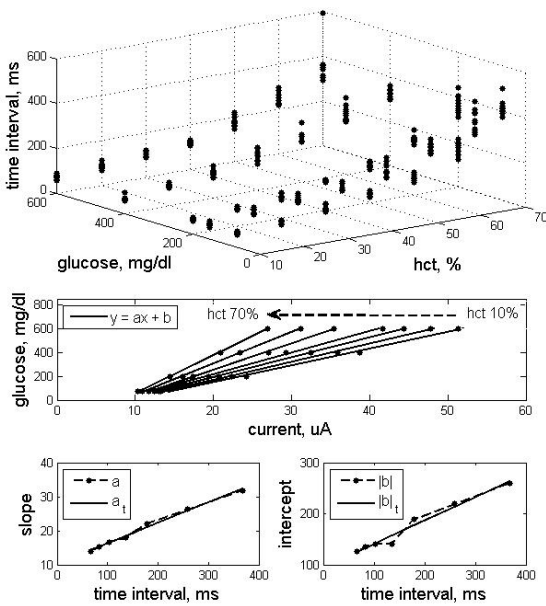 600
400
200
0
time interval, ms
600
400
200
0
glucose, mg/dl
10
20
30
40
50
60
70
hct, %
800
600
400
200
0
glucose, mg/dl
y = ax + b
hct 70%
hct 10%
0
10
20
30
40
50
60
current, uA
40
30
20
10
slope
a
a_t
0
100
200
300
400
time interval, ms
300
200
100
intercept
|b|
|b|_t
0
100
200
300
400
time interval, ms